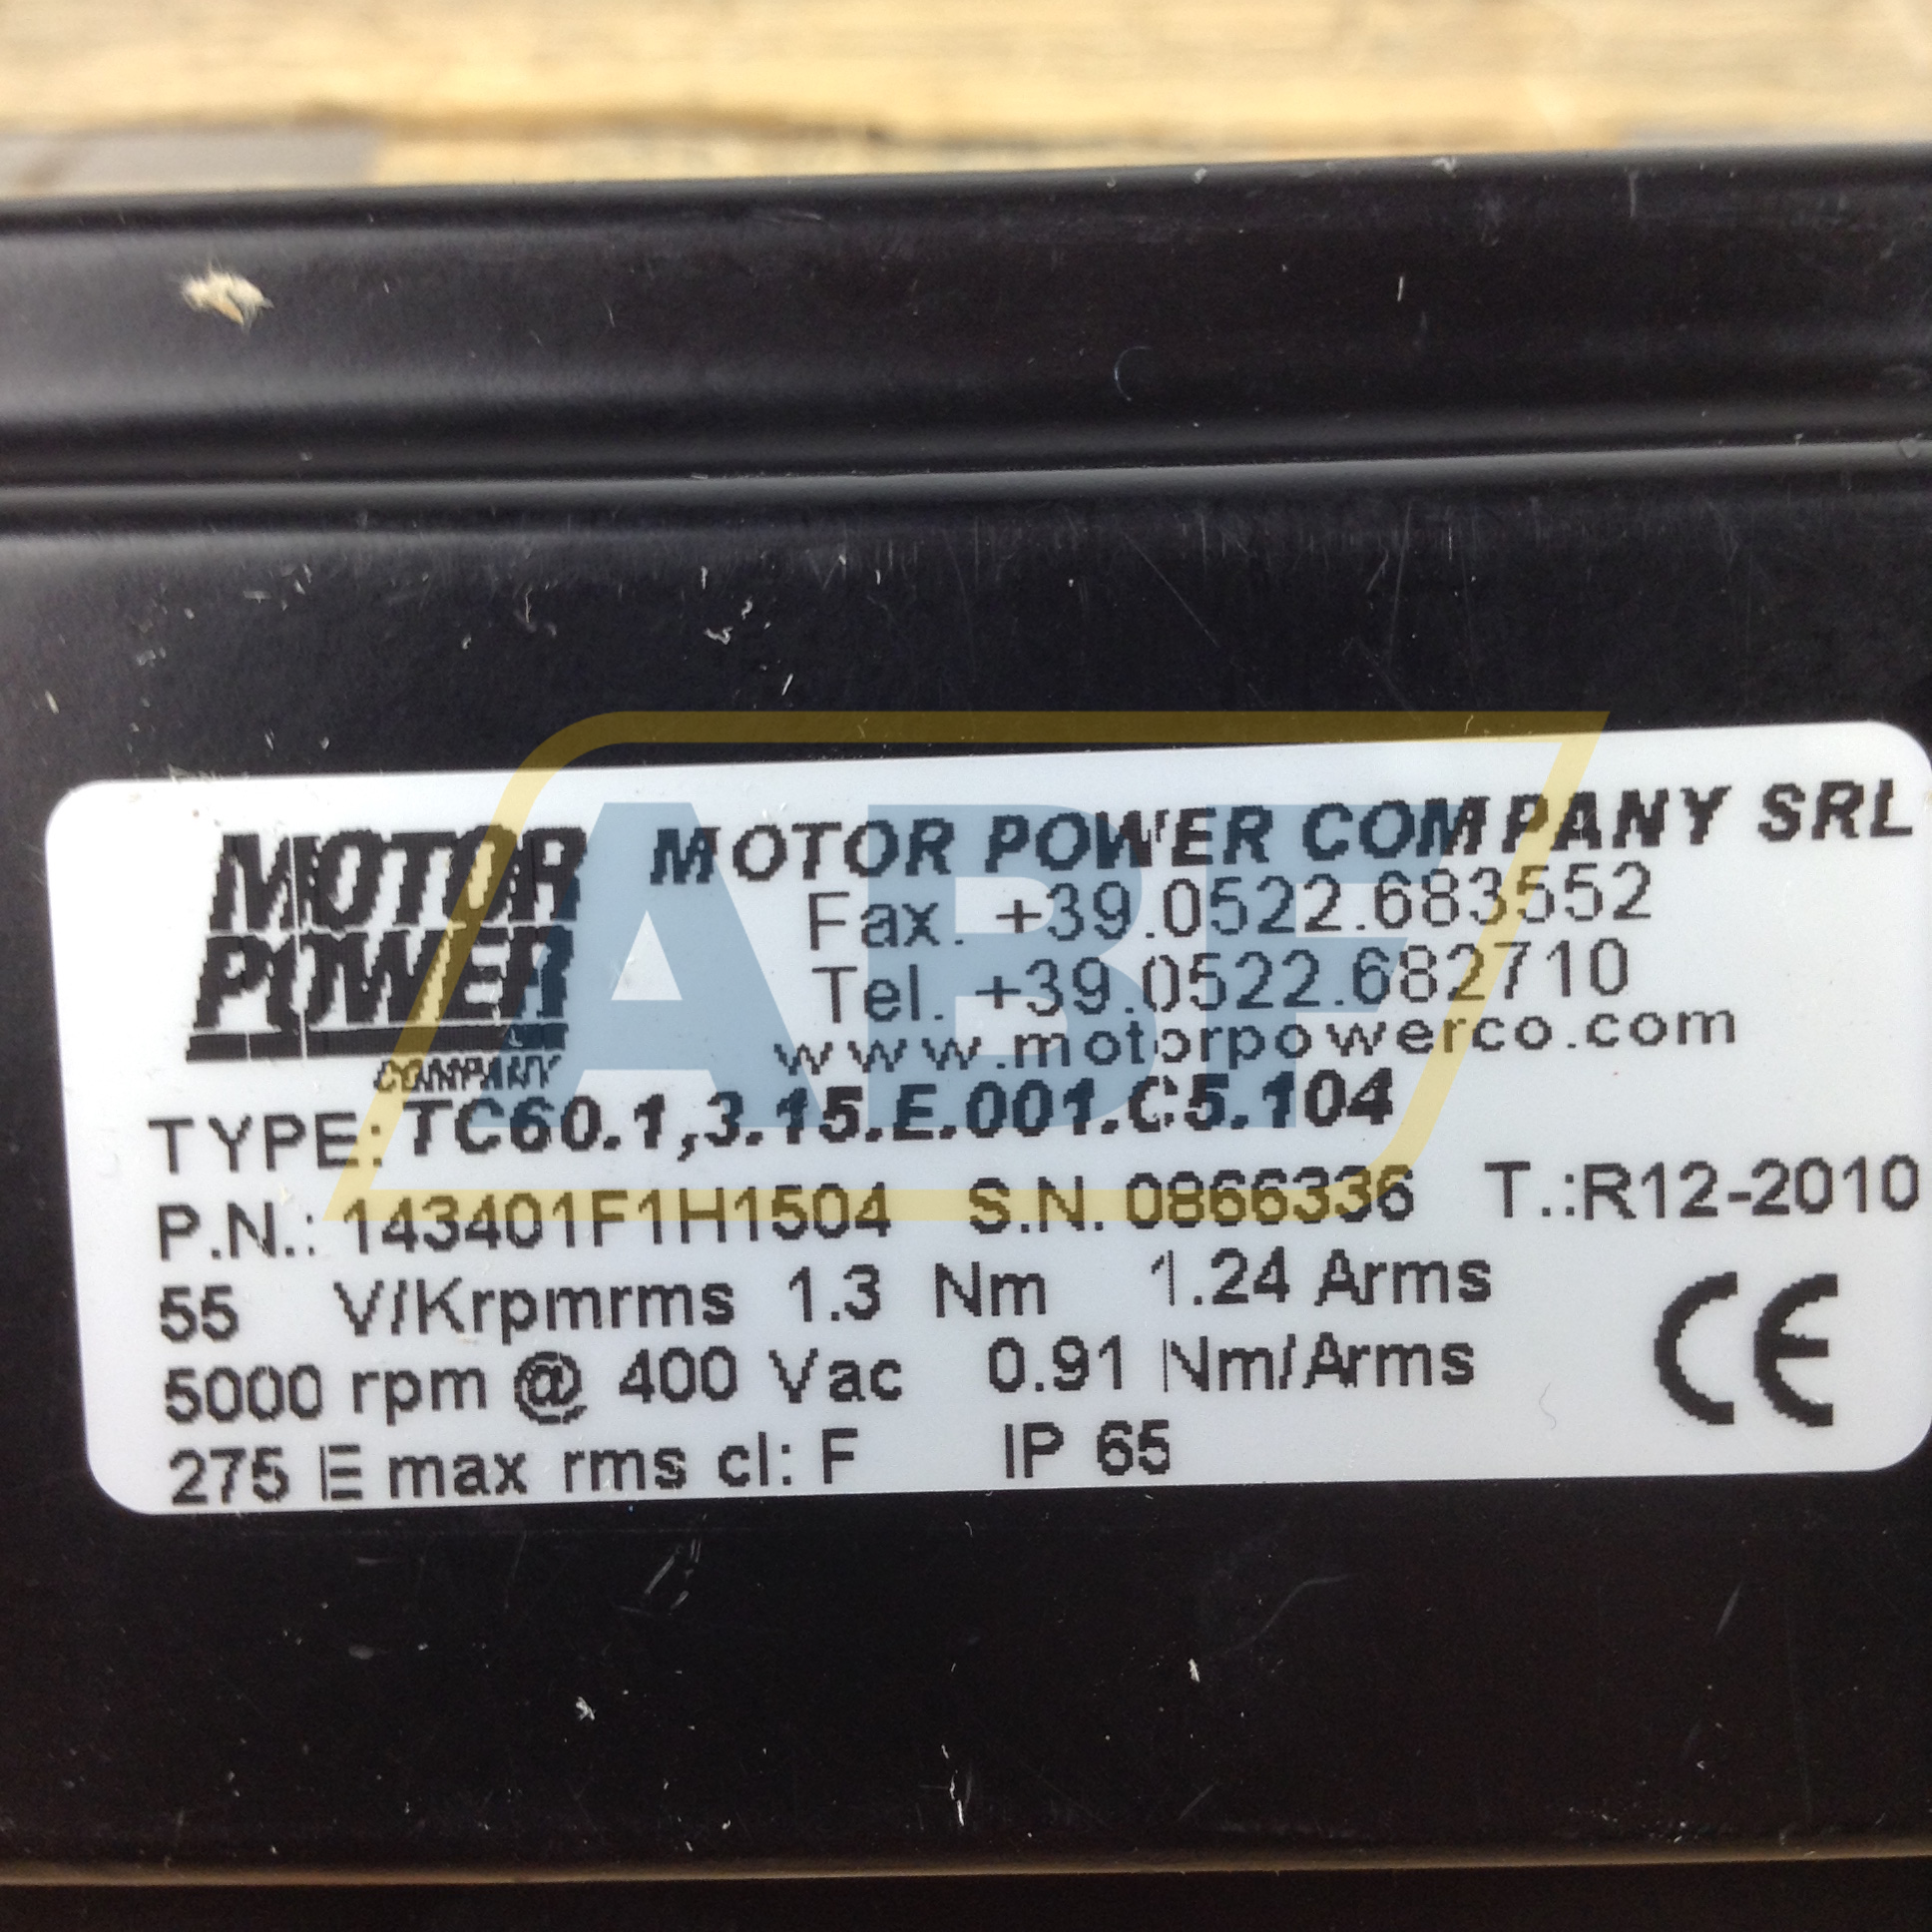 MOTOR
POWER
COMPANY
MOTOR POWER COMPANY SRL
Fax. +39.0522.683552
Tel. +39.0522.682710
www.motorpowerco.com
TYPE: TC60.1,3.15.E.001.C5.104
P.N.: 143401F1H1504 S.N. 0866336 T.:R12-2010
55 V/Krpmrms 1.3 Nm 1.24 Arms
5000 rpm @ 400 Vac 0.91 Nm/Arms
275 E max rms cl: F IP 65
CE
ABF